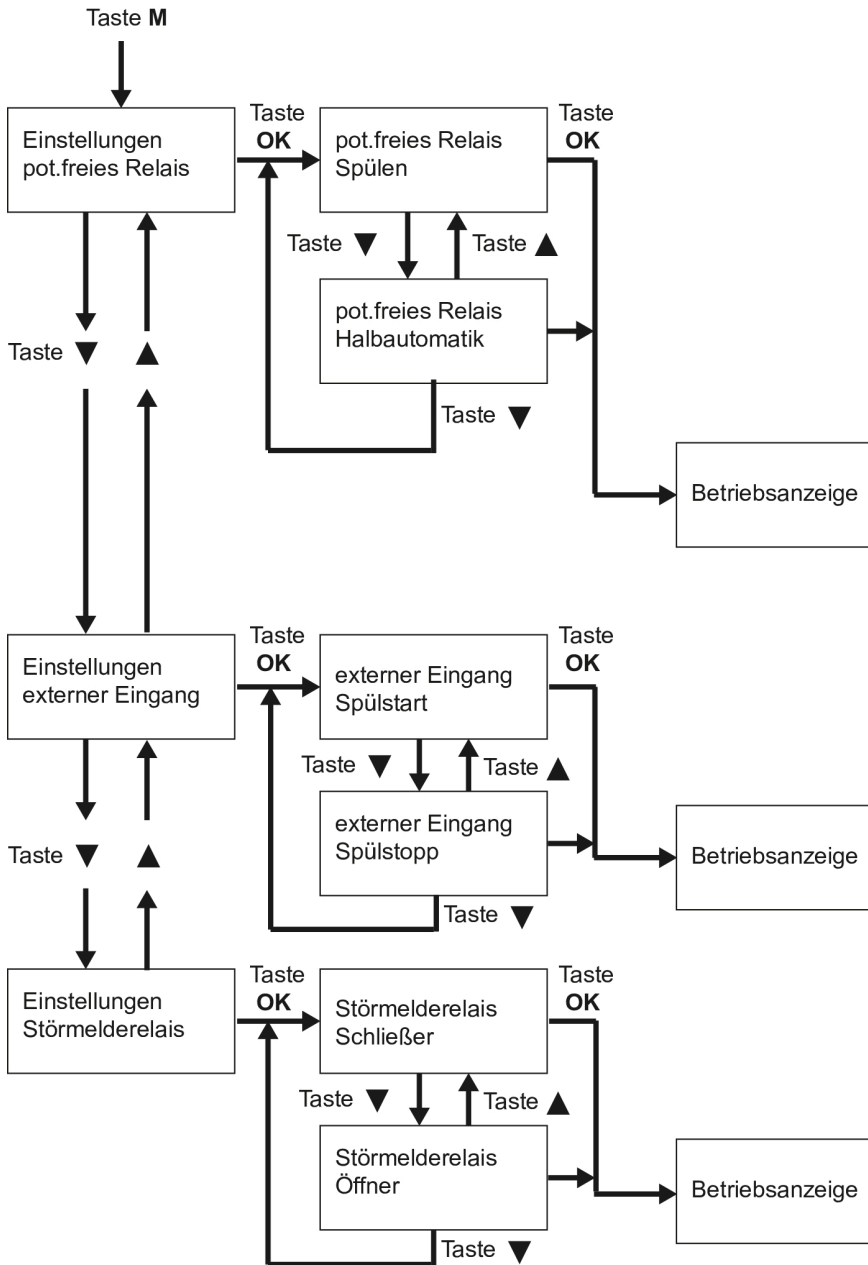 Taste M
Taste
OK
Taste
OK
Einstellungen
pot.freies Relais
pot.freies Relais
Spülen
Taste ▼
Taste ▲
pot.freies Relais
Halbautomatik
Taste ▼ ▲
Taste ▼
Betriebsanzeige
Taste
OK
Taste
OK
Einstellungen
externer Eingang
externer Eingang
Spülstart
Taste ▼
Taste ▲
externer Eingang
Spülstopp
Taste ▼ ▲
Betriebsanzeige
Taste ▼
Taste
OK
Taste
OK
Einstellungen
Störmelderelais
Störmelderelais
Schließer
Taste ▼
Taste ▲
Störmelderelais
Öffner
Betriebsanzeige
Taste ▼